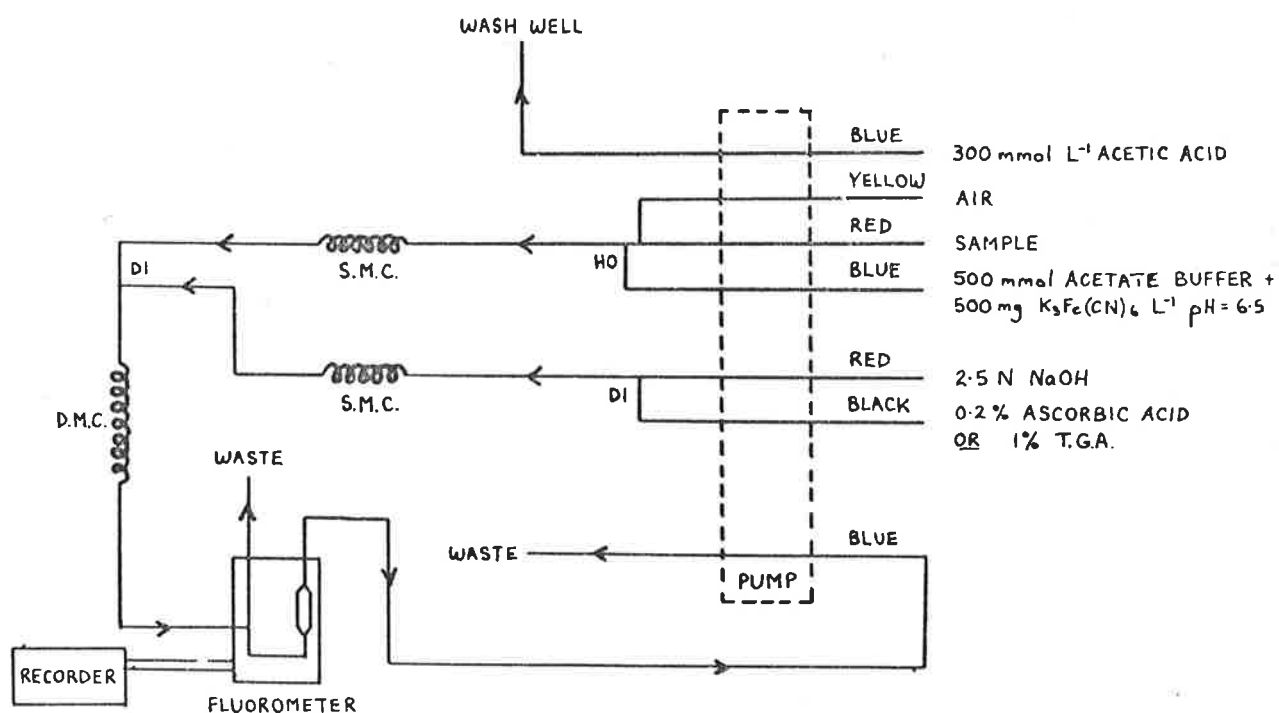 WASH WELL
BLUE
300 mmol L⁻¹ ACETIC ACID
YELLOW
AIR
RED
SAMPLE
HO
BLUE
500 mmol ACETATE BUFFER +
500 mg K₃Fe(CN)₆ L⁻¹ pH = 6.5
S.M.C.
DI
RED
2.5 N NaOH
DI
BLACK
0.2% ASCORBIC ACID
OR 1% T.G.A.
S.M.C.
D.M.C.
WASTE
WASTE
BLUE
PUMP
RECORDER
FLUOROMETER